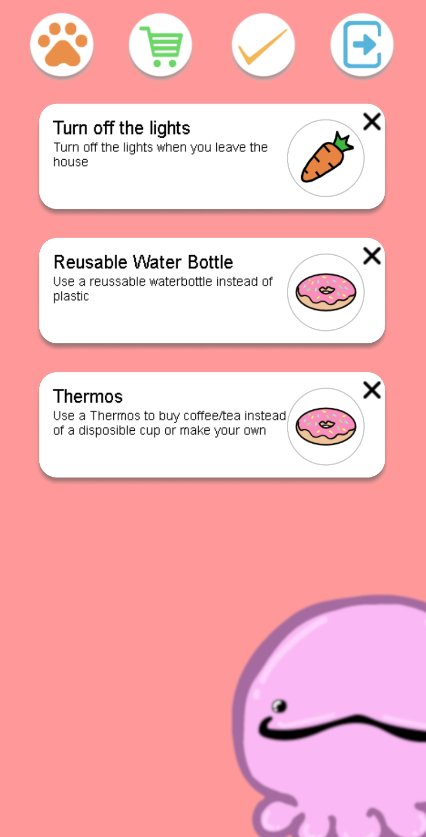 Turn off the lights
Turn off the lights when you leave the
house
Reusable Water Bottle
Use a reussable waterbottle instead of
plastic
Thermos
Use a Thermos to buy coffee/tea instead
of a disposible cup or make your own